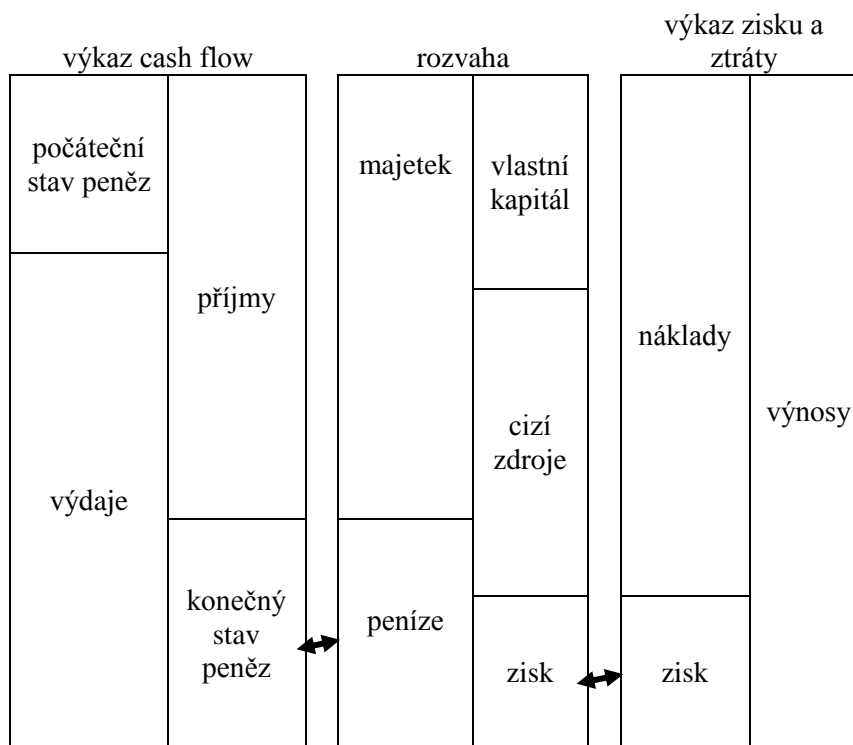 výkaz cash flow
rozvaha
výkaz zisku a
ztráty
počáteční
stav peněz
výdaje
příjmy
konečný
stav
peněz
majetek
peníze
vlastní
kapitál
cizí
zdroje
zisk
náklady
zisk
výnosy